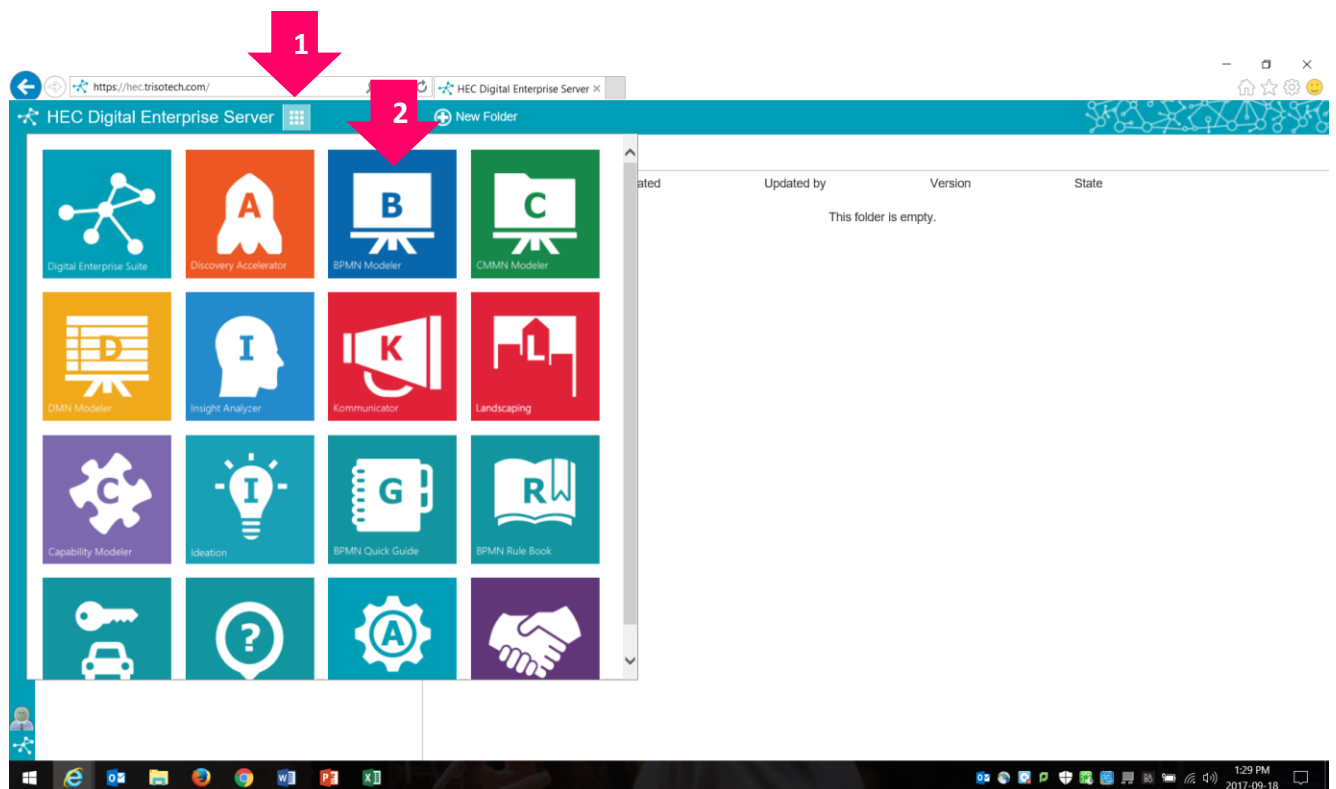 1
https://hec.trisotech.com/
HEC Digital Enterprise Server
HEC Digital Enterprise Server
2
New Folder
ated Updated by Version State
This folder is empty.
A B C
Digital Enterprise Suite Discovery Accelerator BPMN Modeler CMMN Modeler
D I K L
DMN Modeler Insight Analyzer Kommunicator Landscaping
C I G R
Capability Modeler Ideation BPMN Quick Guide BPMN Rule Book
? A
1:29 PM
2017-09-18